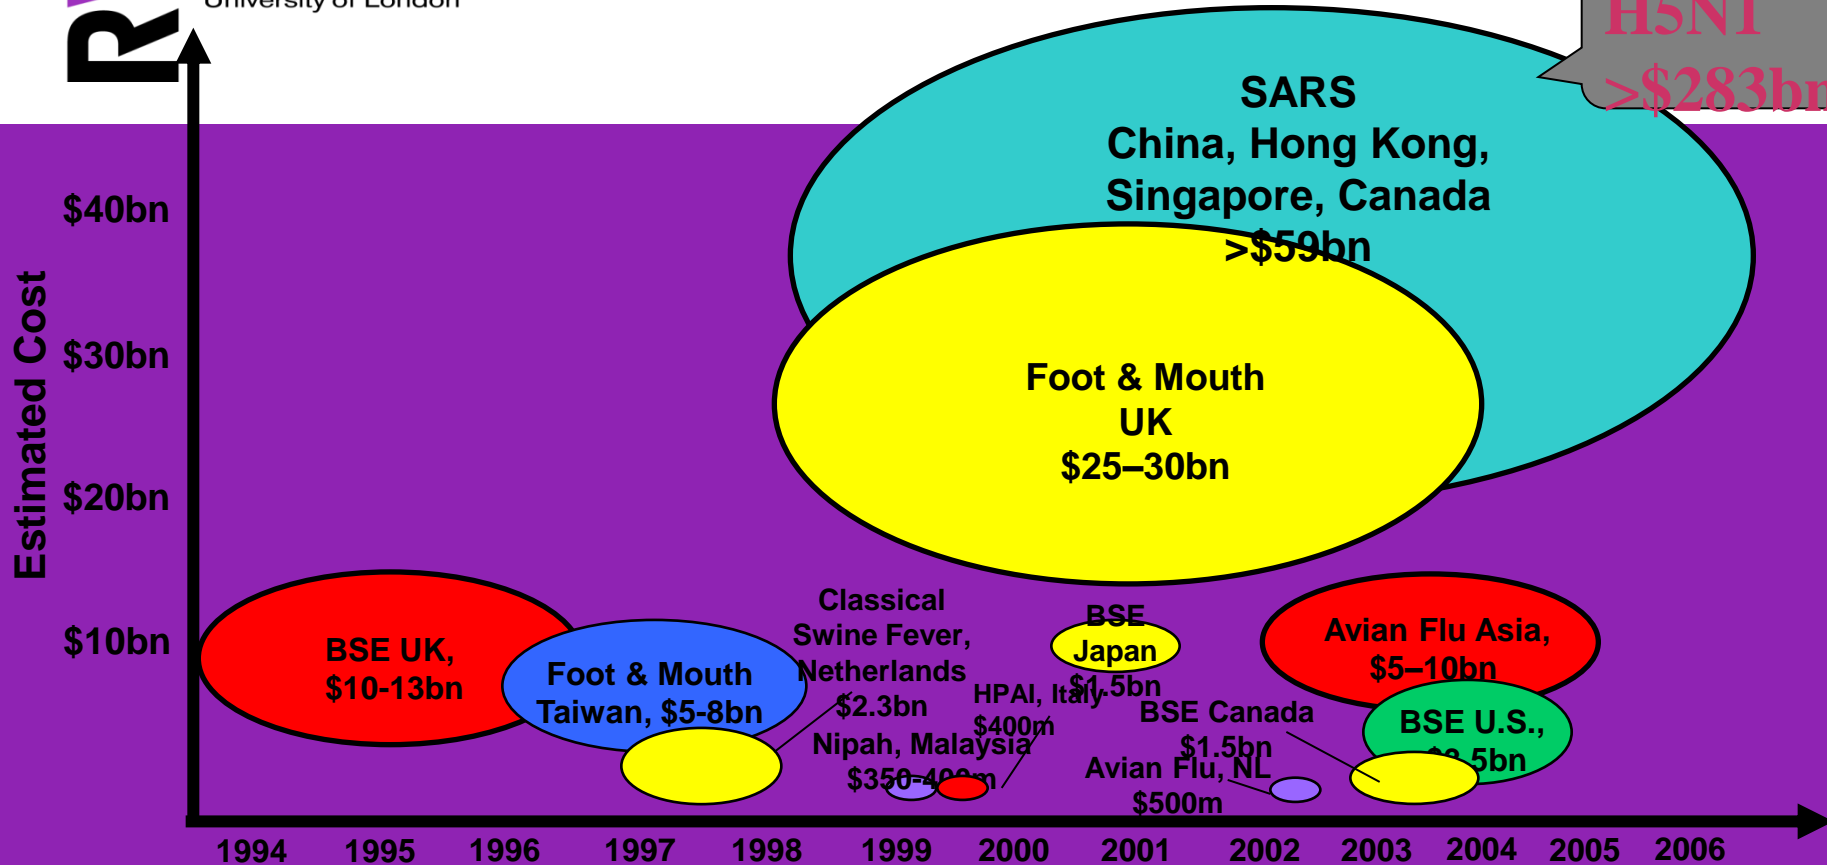 University of London
H5N1
>$283bn
SARS
China, Hong Kong,
Singapore, Canada
>$59bn
Estimated Cost
$40bn
$30bn
$20bn
$10bn
Foot & Mouth
UK
$25–30bn
BSE UK,
$10-13bn
Foot & Mouth
Taiwan, $5-8bn
Classical
Swine Fever,
Netherlands
$2.3bn
Nipah, Malaysia
$350-400m
HPAI, Italy
$400m
BSE
Japan
$1.5bn
BSE Canada
$1.5bn
Avian Flu, NL
$500m
Avian Flu Asia,
$5–10bn
BSE U.S.,
1994 1995 1996 1997 1998 1999 2000 2001 2002 2003 2004 2005 2006